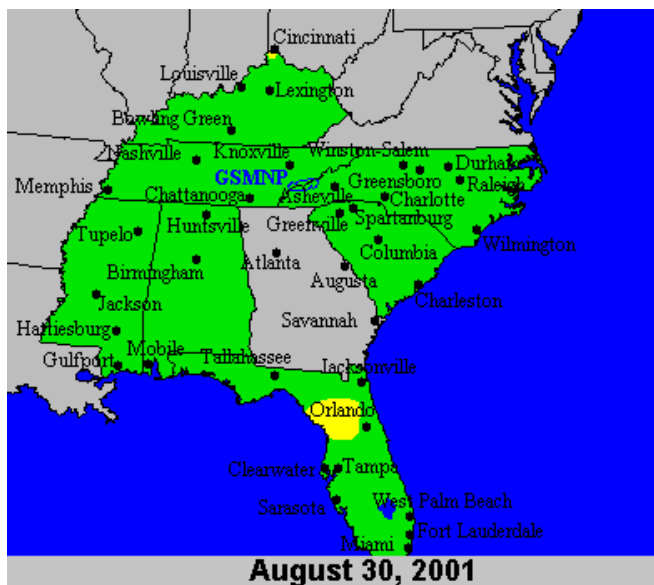 Cincinnati
Louisville
Lexington
Bowling Green
Nashville
Knoxville
Winston-Salem
Durham
GSMNP
Greensboro
Raleigh
Memphis
Chattanooga
Asheville
Charlotte
Huntsville
Greenville
Spartanburg
Tupelo
Columbia
Wilmington
Birmingham
Atlanta
Augusta
Jackson
Charleston
Savannah
Hattiesburg
Gulfport
Mobile
Tallahassee
Jacksonville
Orlando
Clearwater
Tampa
Sarasota
West Palm Beach
Fort Lauderdale
Miami
August 30, 2001